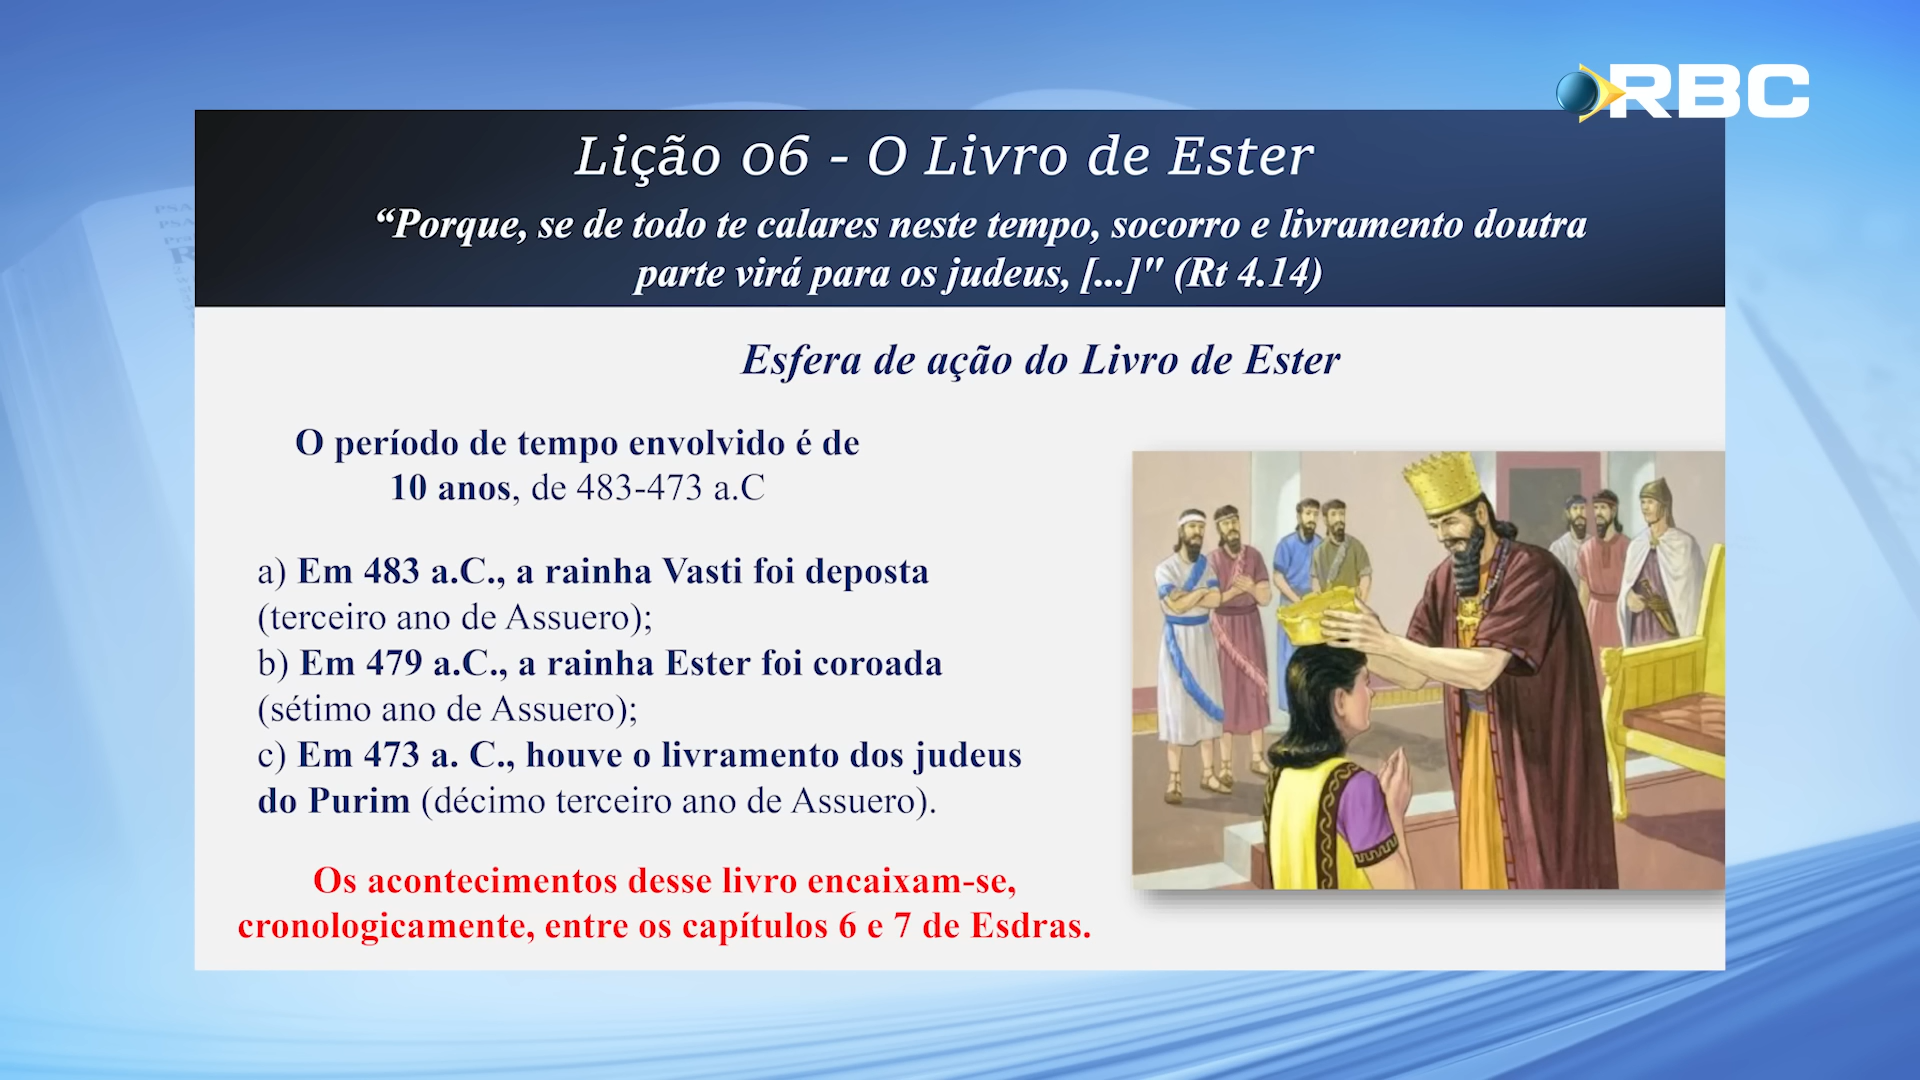 RBC
Lição 06 - O Livro de Ester
“Porque, se de todo te calares neste tempo, socorro e livramento doutra
parte virá para os judeus, [...]" (Rt 4.14)
Esfera de ação do Livro de Ester
O período de tempo envolvido é de
10 anos, de 483-473 a.C
a) Em 483 a.C., a rainha Vasti foi deposta
(terceiro ano de Assuero);
b) Em 479 a.C., a rainha Ester foi coroada
(sétimo ano de Assuero);
c) Em 473 a. C., houve o livramento dos judeus
do Purim (décimo terceiro ano de Assuero).
Os acontecimentos desse livro encaixam-se,
cronologicamente, entre os capítulos 6 e 7 de Esdras.